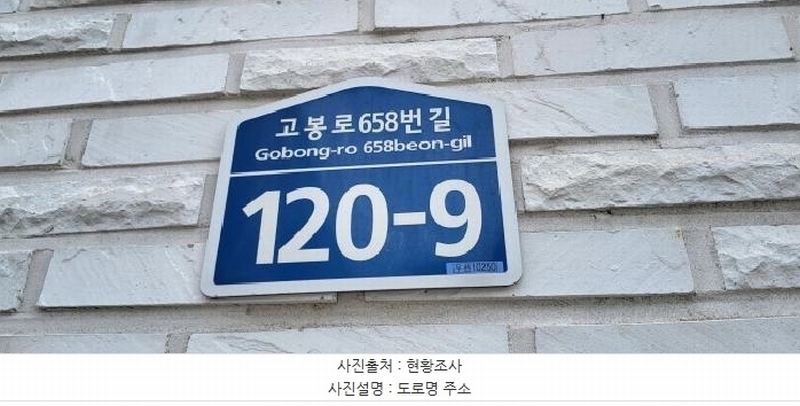 고봉로658번길
Gobong-ro 658beon-gil
120-9
사진출처 : 현황조사
사진설명 : 도로명 주소